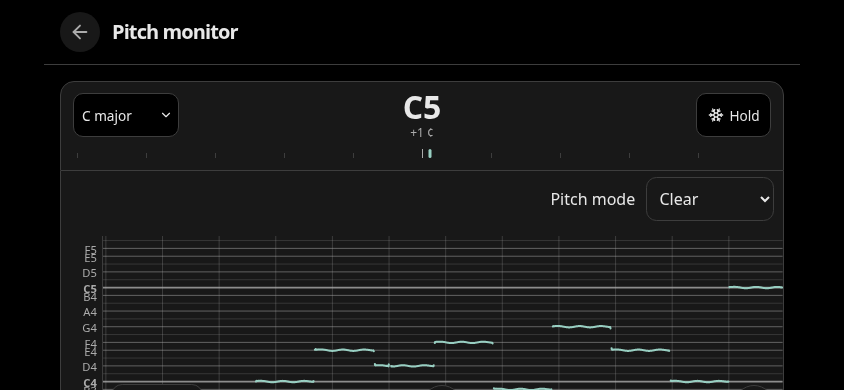 Pitch monitor
C major
C5
+1 ¢
Hold
Pitch mode
Clear
F5
E5
D5
C5
B4
A4
G4
F4
E4
D4
C4